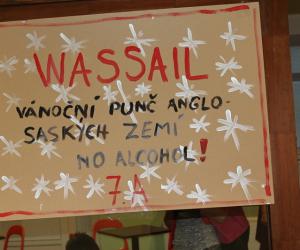 WASSAIL
VÁNOČNÍ PUNČ ANGLO-
SASKÝCH ZEMÍ
NO ALCOHOL!
7.A